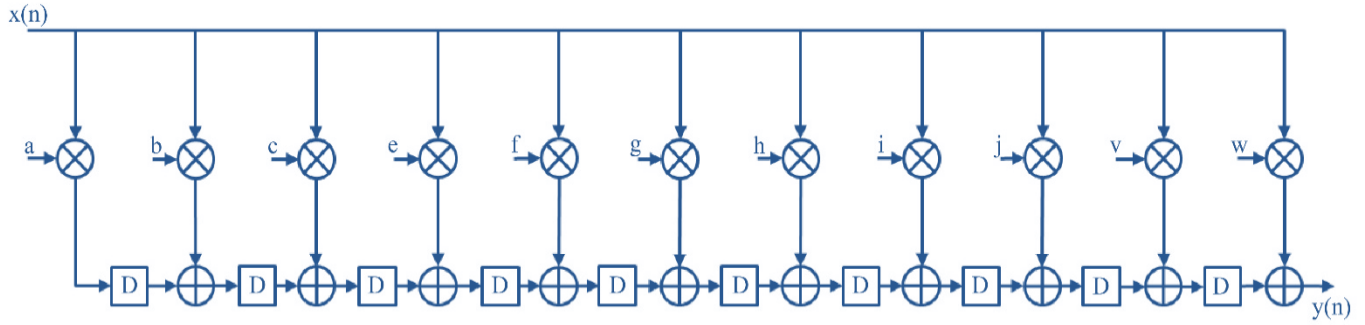 x(n)
a b c e f g h i j v w
D D D D D D D D D D
y(n)